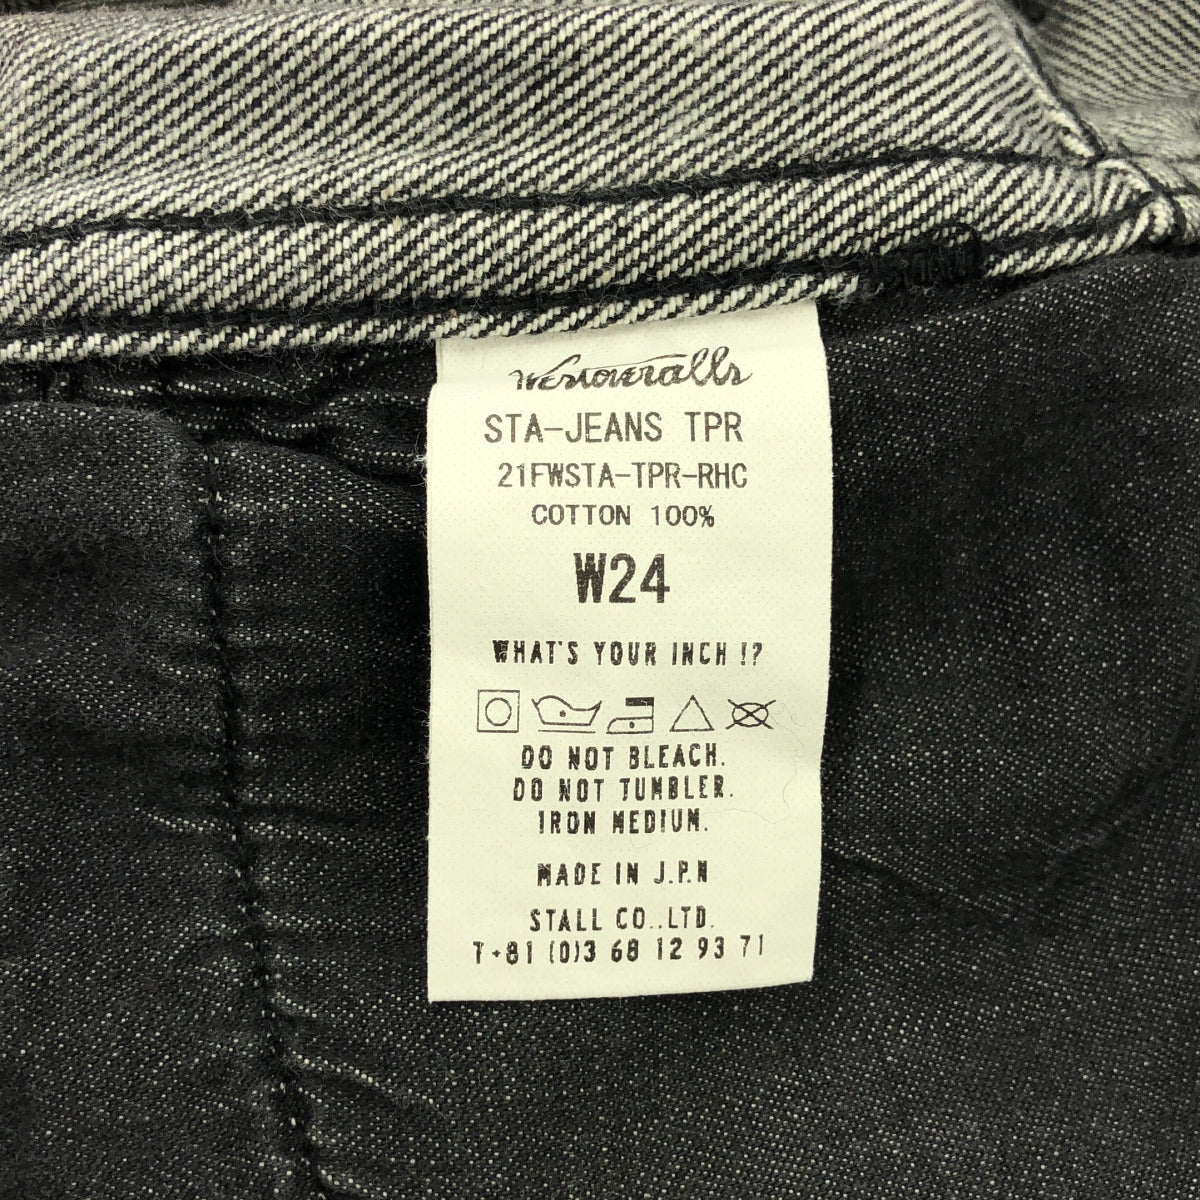 Westoveralls
STA-JEANS TPR
21FWSTA-TPR-RHC
COTTON 100%
W24
WHAT'S YOUR INCH !?
DO NOT BLEACH.
DO NOT TUMBLER.
IRON MEDIUM.
MADE IN J.P.N
STALL CO.,LTD.
T+81 (0)3 68 12 93 71